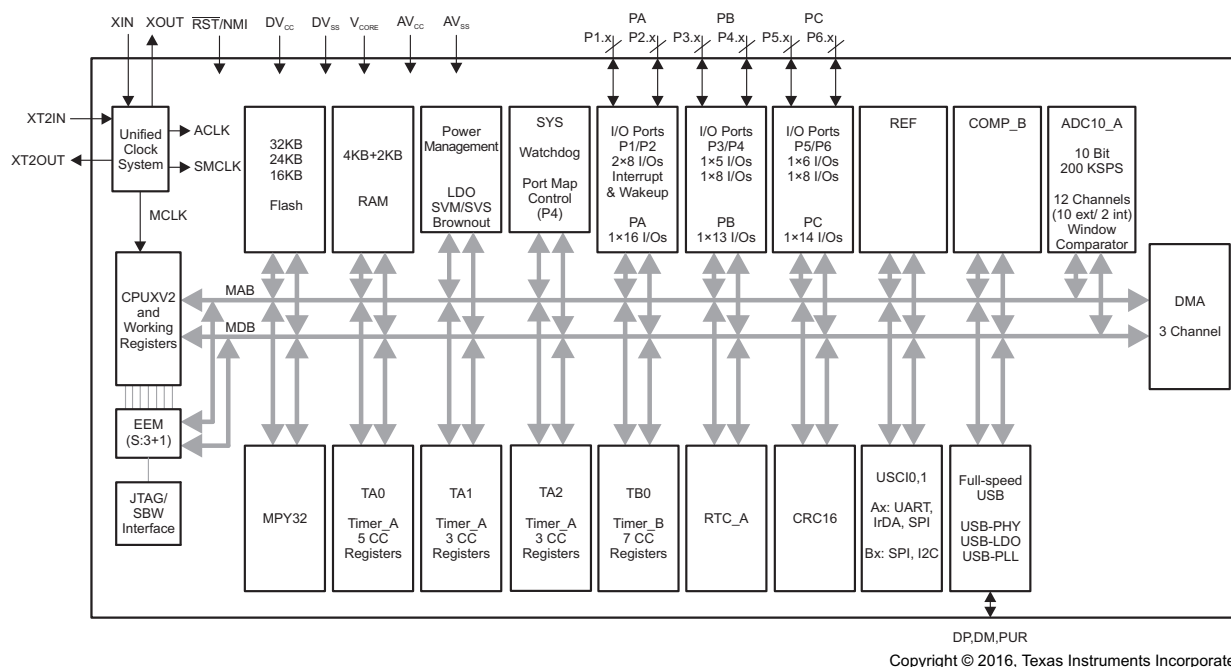 XIN XOUT RST/NMI DVCC DVSS VCORE AVCC AVSS
PA PB PC
P1.x P2.x P3.x P4.x P5.x P6.x
XT2IN
XT2OUT
Unified
Clock
System
ACLK
SMCLK
MCLK
32KB
24KB
16KB
Flash
4KB+2KB
RAM
Power
Management
LDO
SVM/SVS
Brownout
SYS
Watchdog
Port Map
Control
(P4)
I/O Ports
P1/P2
2×8 I/Os
Interrupt
& Wakeup
PA
1×16 I/Os
I/O Ports
P3/P4
1×5 I/Os
1×8 I/Os
PB
1×13 I/Os
I/O Ports
P5/P6
1×6 I/Os
1×8 I/Os
PC
1×14 I/Os
REF
COMP_B
ADC10_A
10 Bit
200 KSPS
12 Channels
(10 ext/ 2 int)
Window
Comparator
CPUXV2
and
Working
Registers
MAB
MDB
DMA
3 Channel
EEM
(S:3+1)
JTAG/
SBW
Interface
MPY32
TA0
Timer_A
5 CC
Registers
TA1
Timer_A
3 CC
Registers
TA2
Timer_A
3 CC
Registers
TB0
Timer_B
7 CC
Registers
RTC_A
CRC16
USCI0,1
Ax: UART,
IrDA, SPI
Bx: SPI, I2C
Full-speed
USB
USB-PHY
USB-LDO
USB-PLL
DP,DM,PUR
Copyright © 2016, Texas Instruments Incorporate